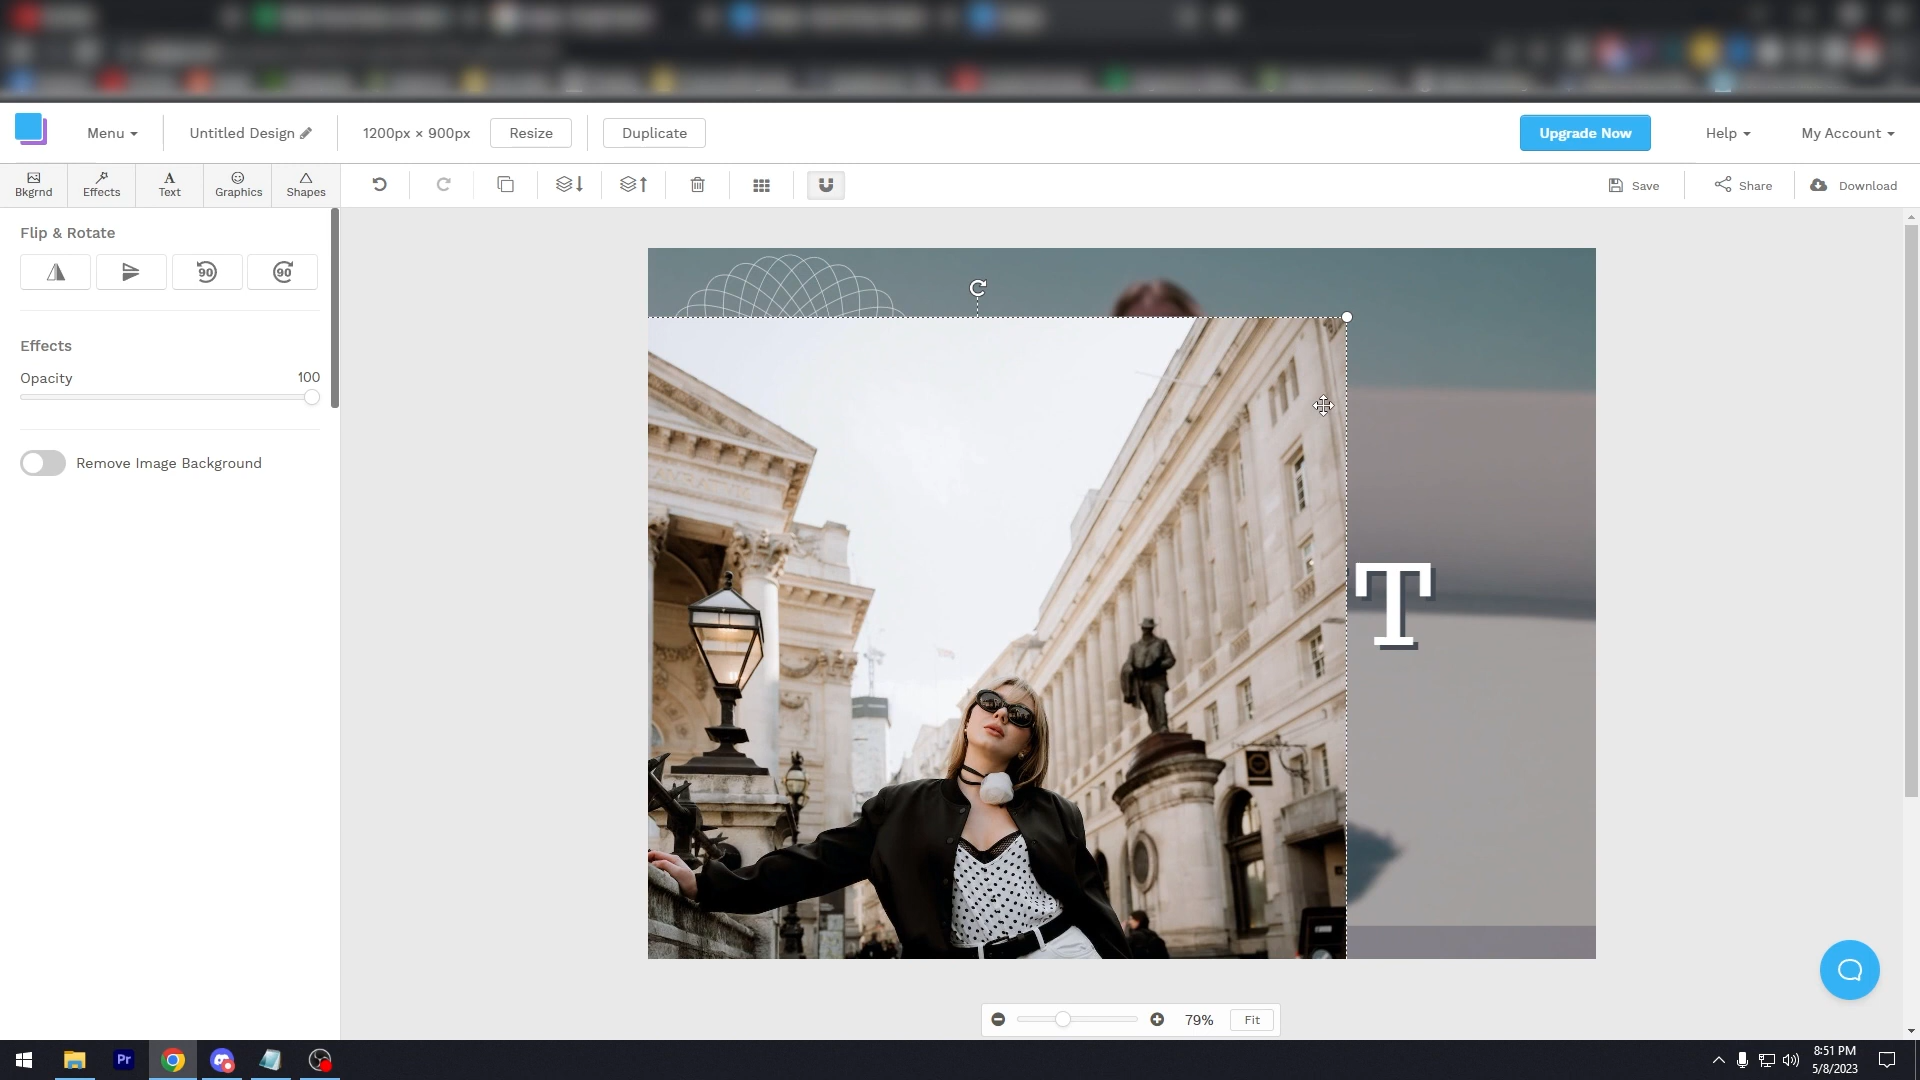 Menu
Untitled Design
1200px × 900px
Resize
Duplicate
Upgrade Now
Help
My Account
Bkgrnd
Effects
Text
Graphics
Shapes
Save
Share
Download
Flip & Rotate
90
90
Effects
Opacity
100
Remove Image Background
T
79%
Fit
Pr
8:51 PM
5/8/2023